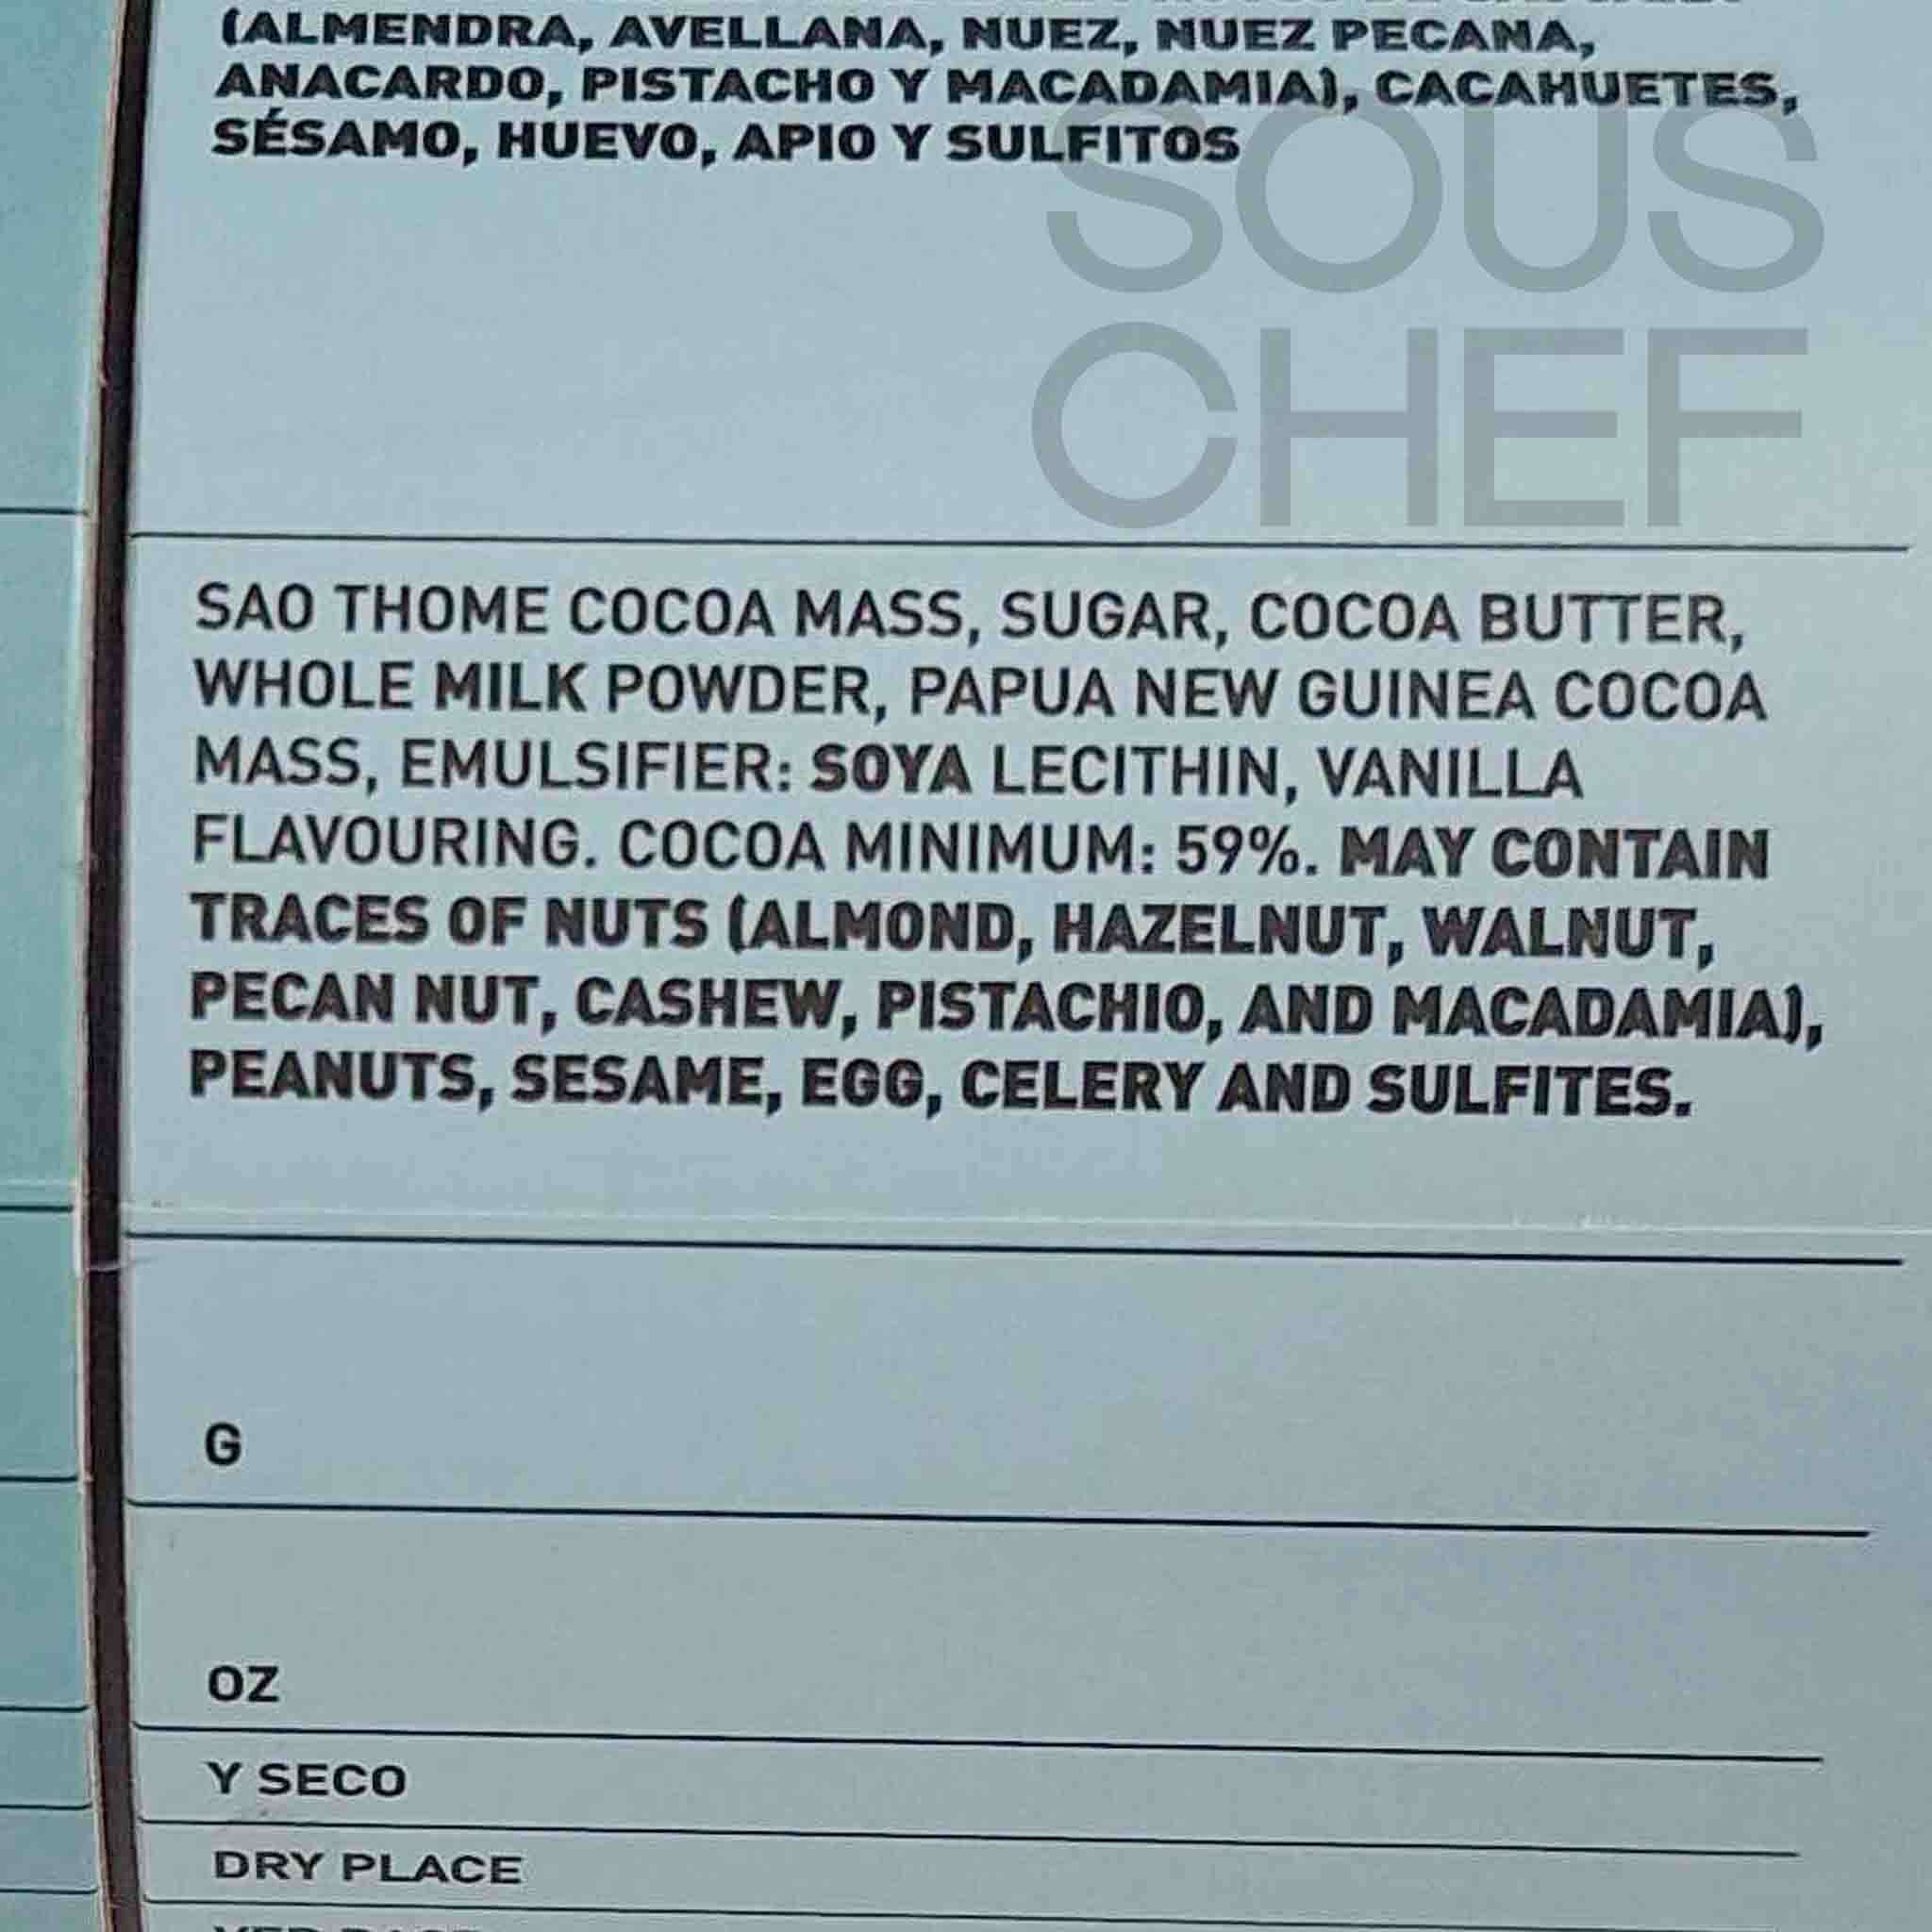 (ALMENDRA, AVELLANA, NUEZ, NUEZ PECANA,
ANACARDO, PISTACHO Y MACADAMIA), CACAHUETES,
SÉSAMO, HUEVO, APIO Y SULFITOS
SOUS
CHEF
SAO THOME COCOA MASS, SUGAR, COCOA BUTTER,
WHOLE MILK POWDER, PAPUA NEW GUINEA COCOA
MASS, EMULSIFIER: SOYA LECITHIN, VANILLA
FLAVOURING. COCOA MINIMUM: 59%. MAY CONTAIN
TRACES OF NUTS (ALMOND, HAZELNUT, WALNUT,
PECAN NUT, CASHEW, PISTACHIO, AND MACADAMIA),
PEANUTS, SESAME, EGG, CELERY AND SULFITES.
G
OZ
Y SECO
DRY PLACE